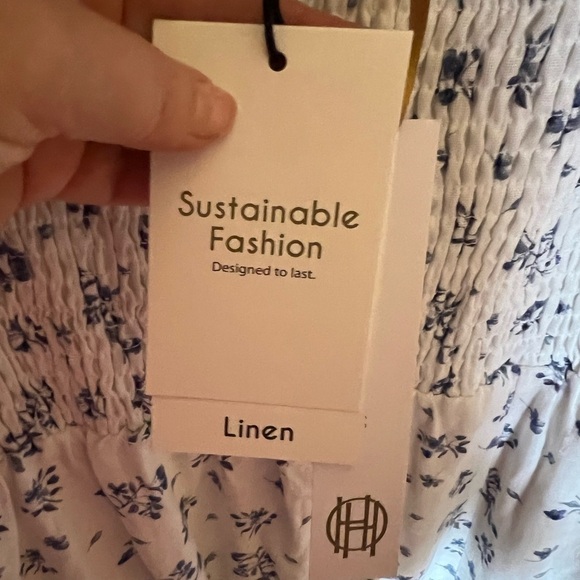 Sustainable
Fashion
Designed to last.
Linen